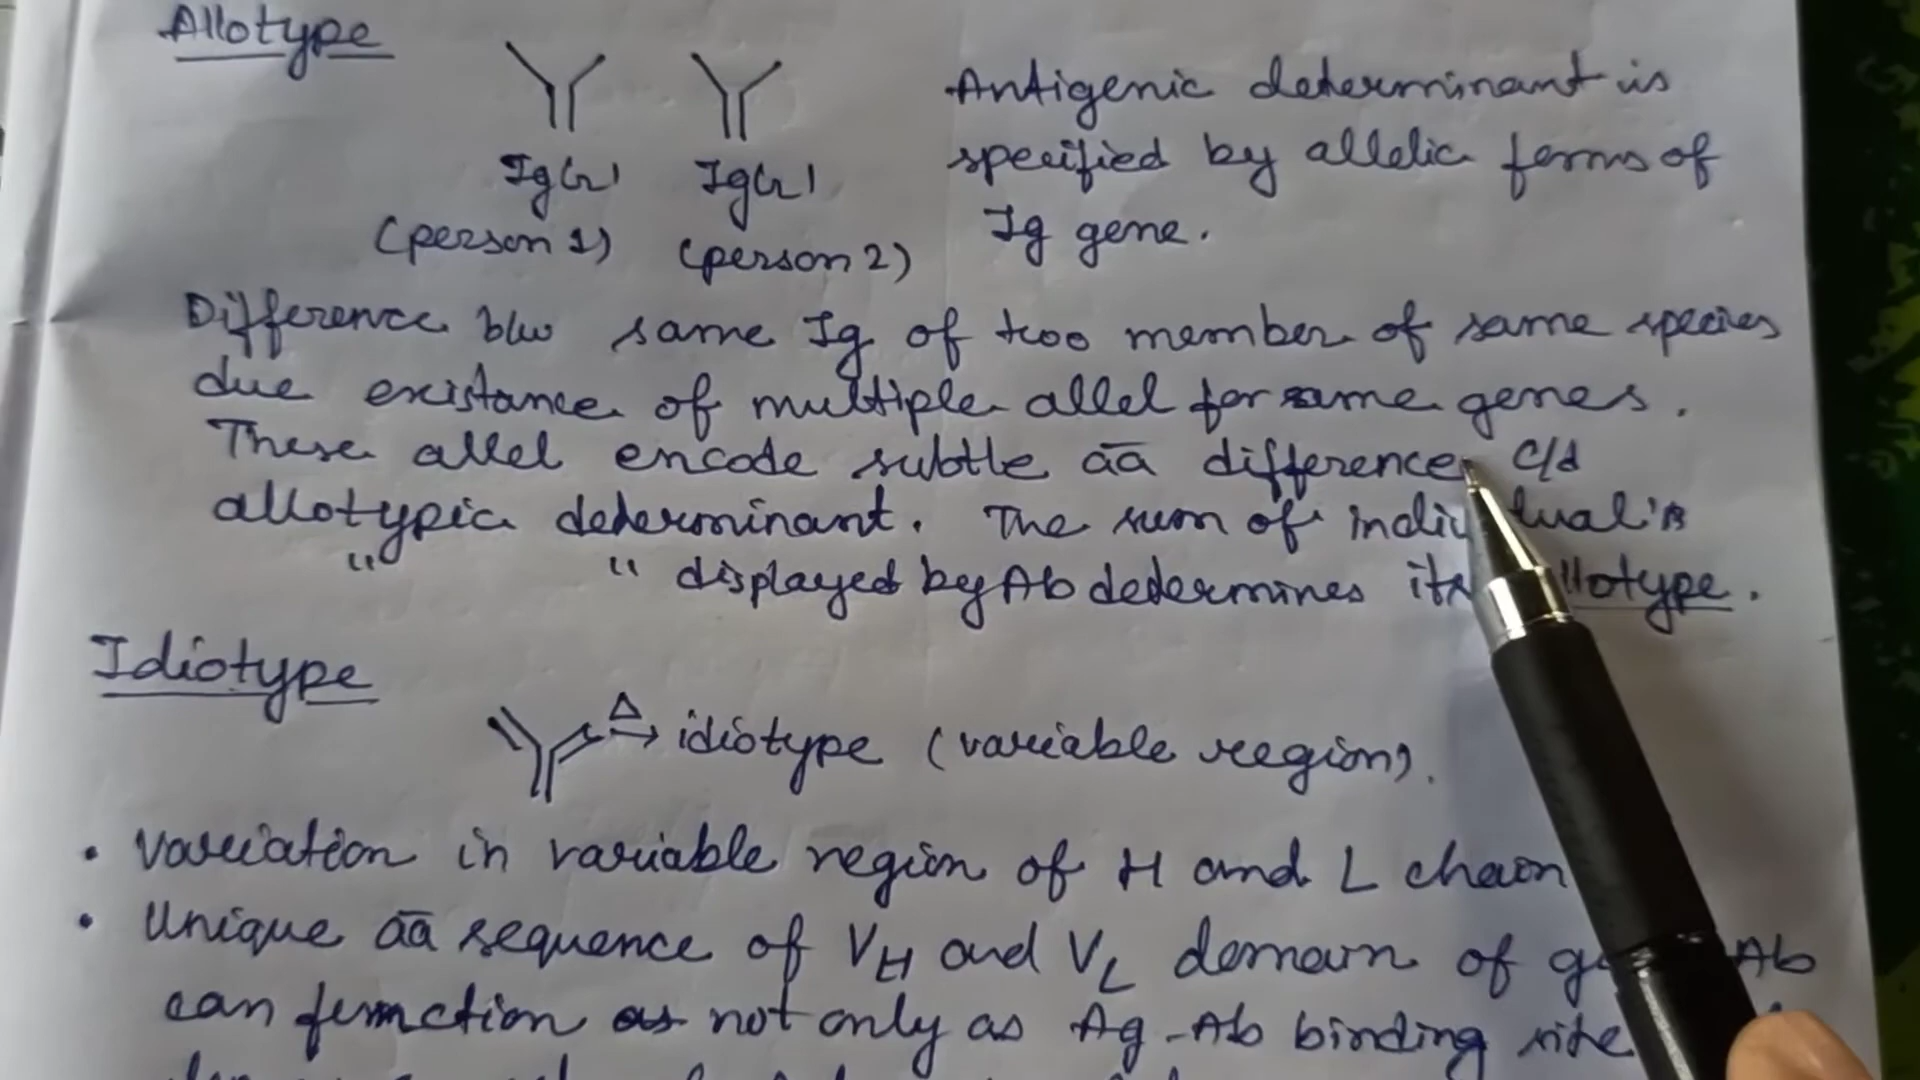 Allotype
IgG1 IgG1
(person 1) (person 2)
Antigenic determinant is
specified by allelic forms of
Ig gene.
Difference b/w same Ig of two member of same species
due existance of multiple allel for same genes.
These allel encode subtle āā difference c/d
allotypic determinant. The sum of individual's
" " displayed by Ab determines its allotype.
Idiotype
idiotype (variable region).
• Variation in variable region of H and L chain
• Unique āā sequence of VH and VL domain of Ab
can function as not only as Ag-Ab binding site